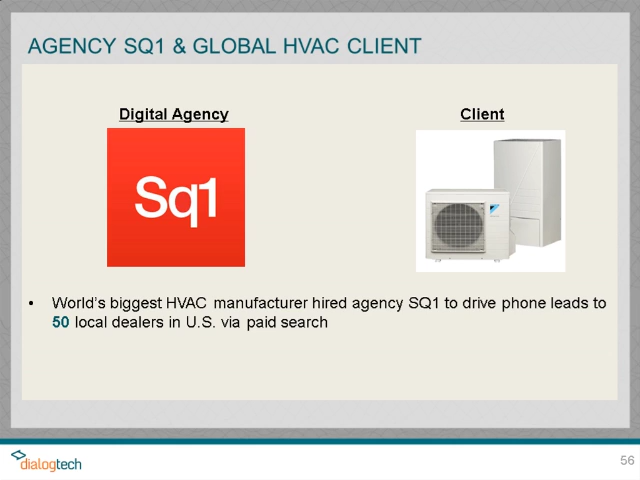 AGENCY SQ1 & GLOBAL HVAC CLIENT
Digital Agency
Client
Sq1
• World's biggest HVAC manufacturer hired agency SQ1 to drive phone leads to
50 local dealers in U.S. via paid search
dialogtech
56